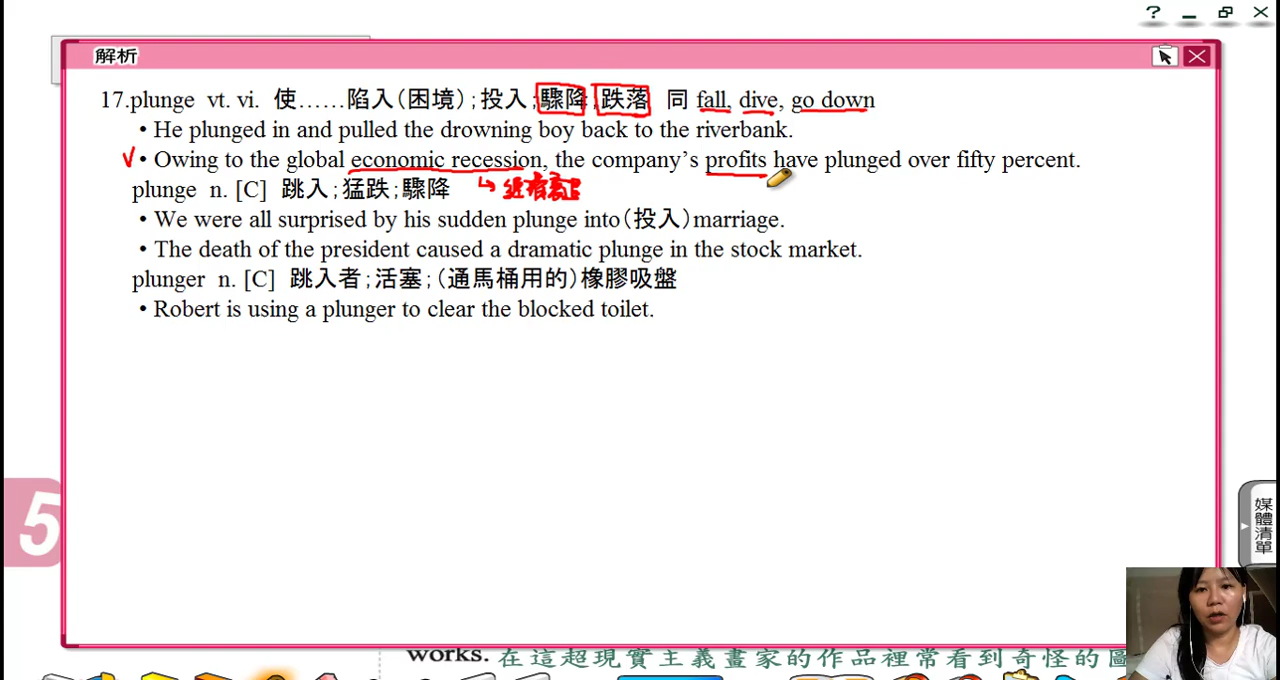 解析
17.plunge vt. vi. 使……陷入(困境);投入;驟降;跌落 同 fall, dive, go down
• He plunged in and pulled the drowning boy back to the riverbank.
✓ • Owing to the global economic recession, the company's profits have plunged over fifty percent.
plunge n. [C] 跳入;猛跌;驟降
• We were all surprised by his sudden plunge into(投入)marriage.
• The death of the president caused a dramatic plunge in the stock market.
plunger n. [C] 跳入者;活塞;(通馬桶用的)橡膠吸盤
• Robert is using a plunger to clear the blocked toilet.
5
媒體清單
works. 在這超現實主義畫家的作品裡常看到奇怪的圖